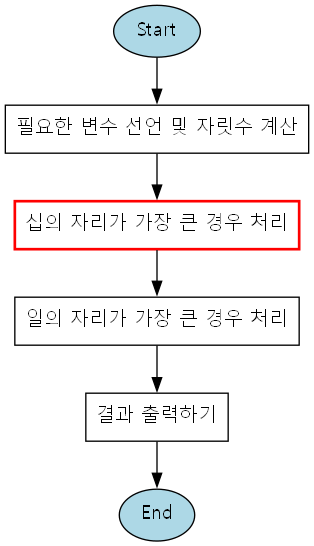 Start
필요한 변수 선언 및 자릿수 계산
십의 자리가 가장 큰 경우 처리
일의 자리가 가장 큰 경우 처리
결과 출력하기
End